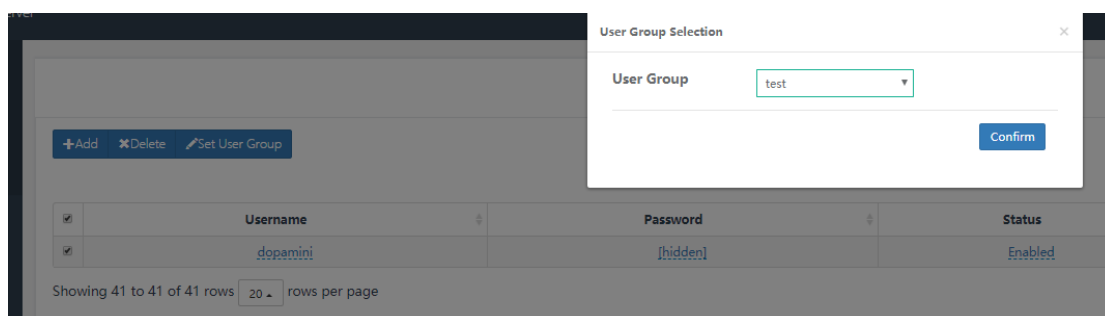 User Group Selection ×
User Group test
Confirm
Add Delete Set User Group
Username Password Status
dopamini [hidden] Enabled
Showing 41 to 41 of 41 rows 20 rows per page